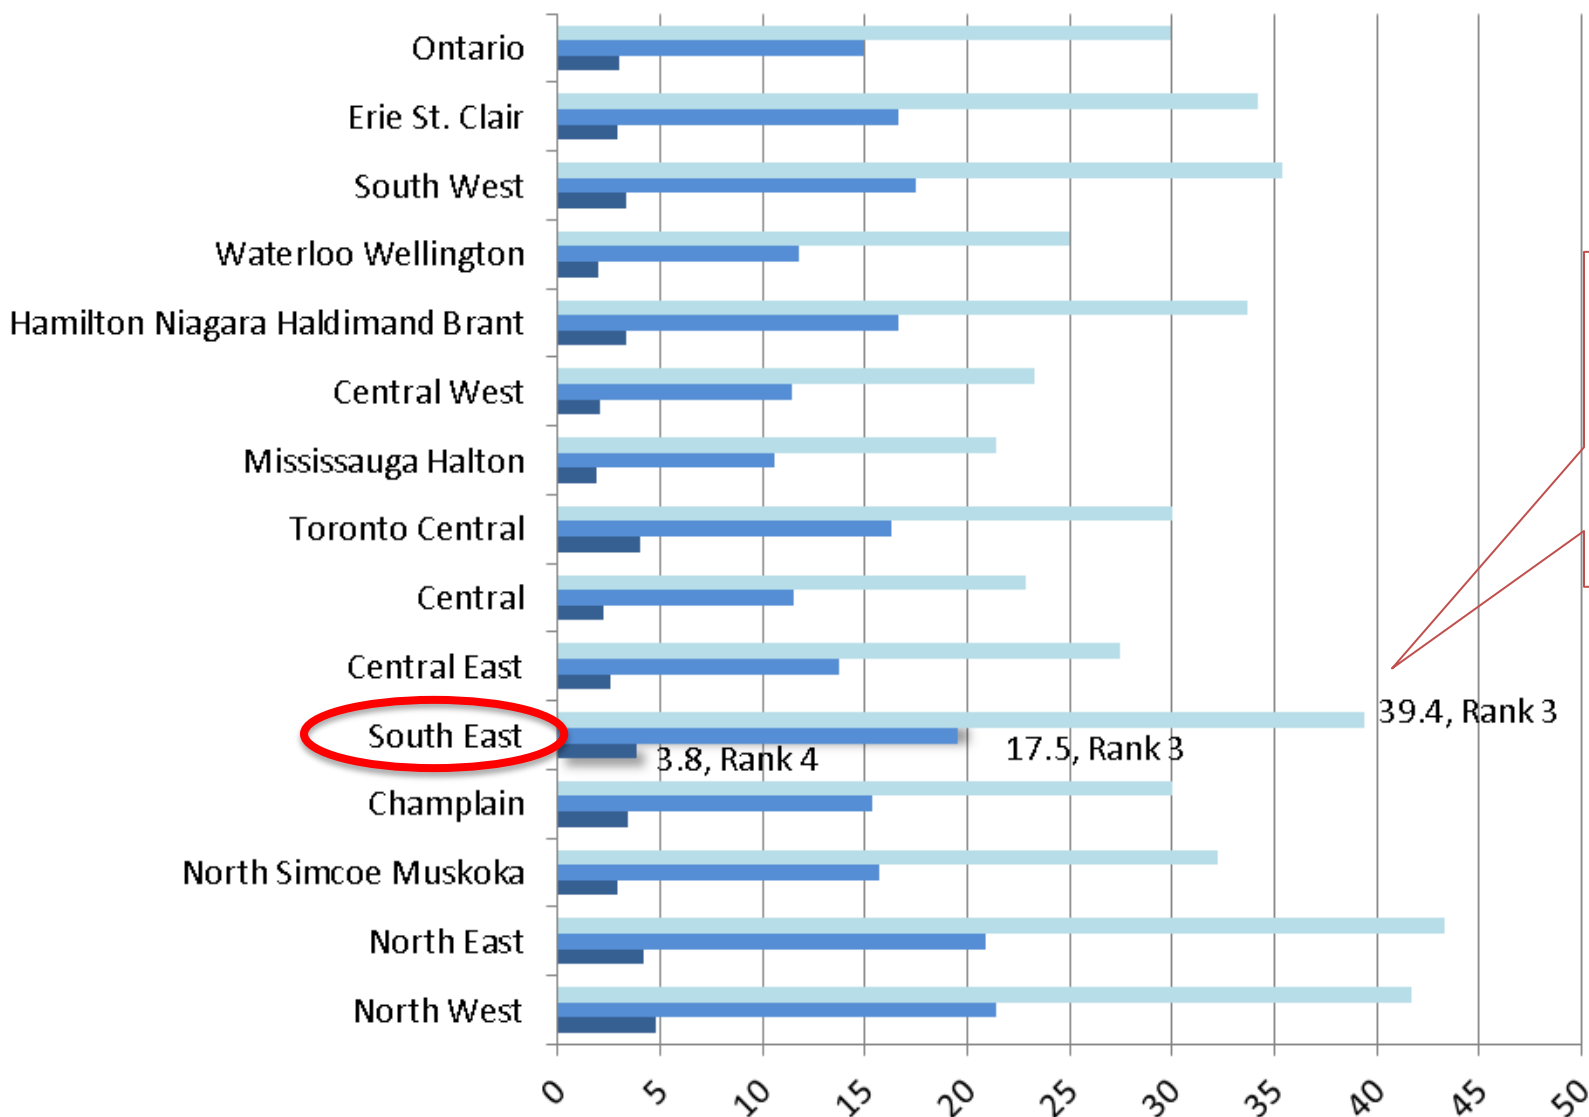 Ontario
Erie St. Clair
South West
Waterloo Wellington
Hamilton Niagara Haldimand Brant
Central West
Mississauga Halton
Toronto Central
Central
Central East
South East
39.4, Rank 3
17.5, Rank 3
3.8, Rank 4
Champlain
North Simcoe Muskoka
North East
North West
0 5 10 15 20 25 30 35 40 45 50